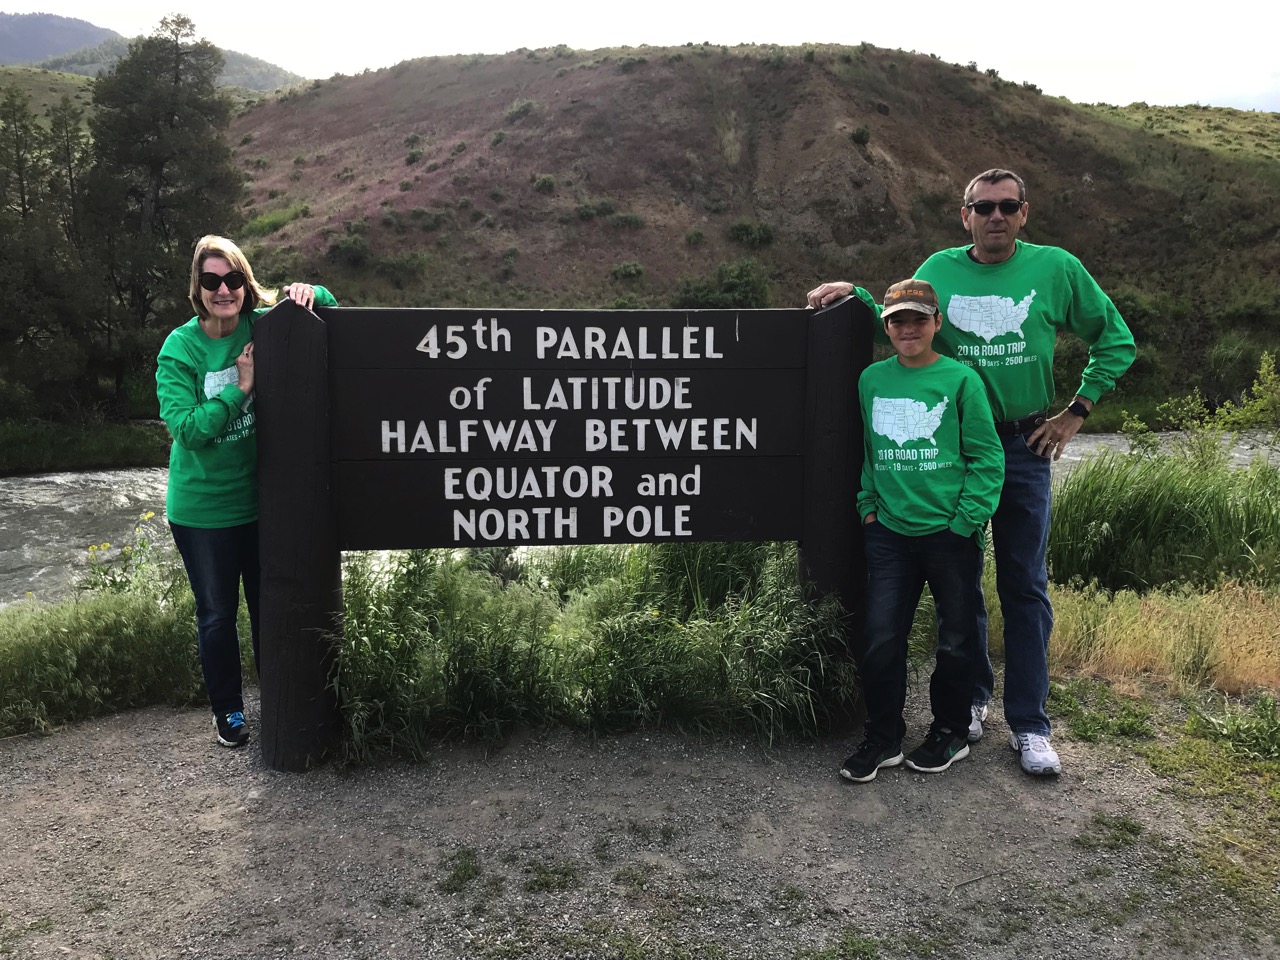 45th PARALLEL
of LATITUDE
HALFWAY BETWEEN
EQUATOR and
NORTH POLE
2018 ROAD TRIP
19 DAYS • 2500 MILES
2018 ROAD TRIP
• 19 DAYS • 2500 MILES